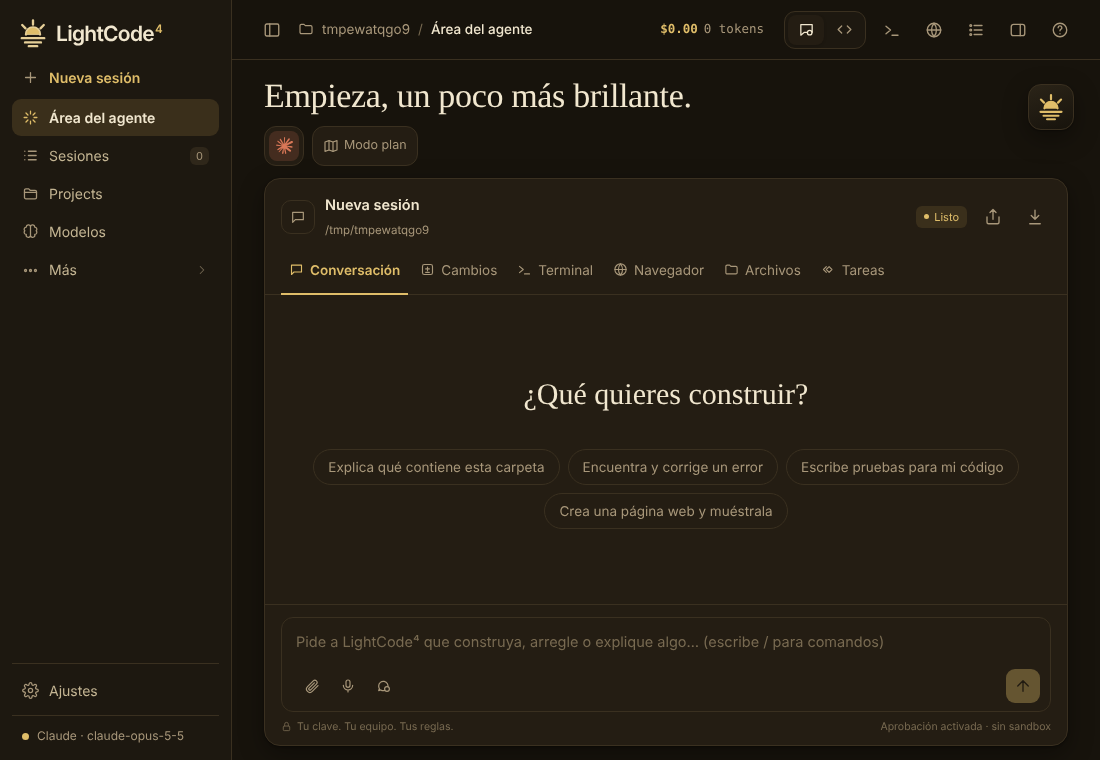 LightCode⁴
Nueva sesión
Área del agente
Sesiones 0
Projects
Modelos
Más
Ajustes
Claude · claude-opus-5-5
tmpewatqgo9 / Área del agente $0.00 0 tokens
Empieza, un poco más brillante.
Modo plan
Nueva sesión
/tmp/tmpewatqgo9
Listo
Conversación Cambios Terminal Navegador Archivos Tareas
¿Qué quieres construir?
Explica qué contiene esta carpeta Encuentra y corrige un error Escribe pruebas para mi código
Crea una página web y muéstrala
Pide a LightCode⁴ que construya, arregle o explique algo... (escribe / para comandos)
Tu clave. Tu equipo. Tus reglas. Aprobación activada · sin sandbox